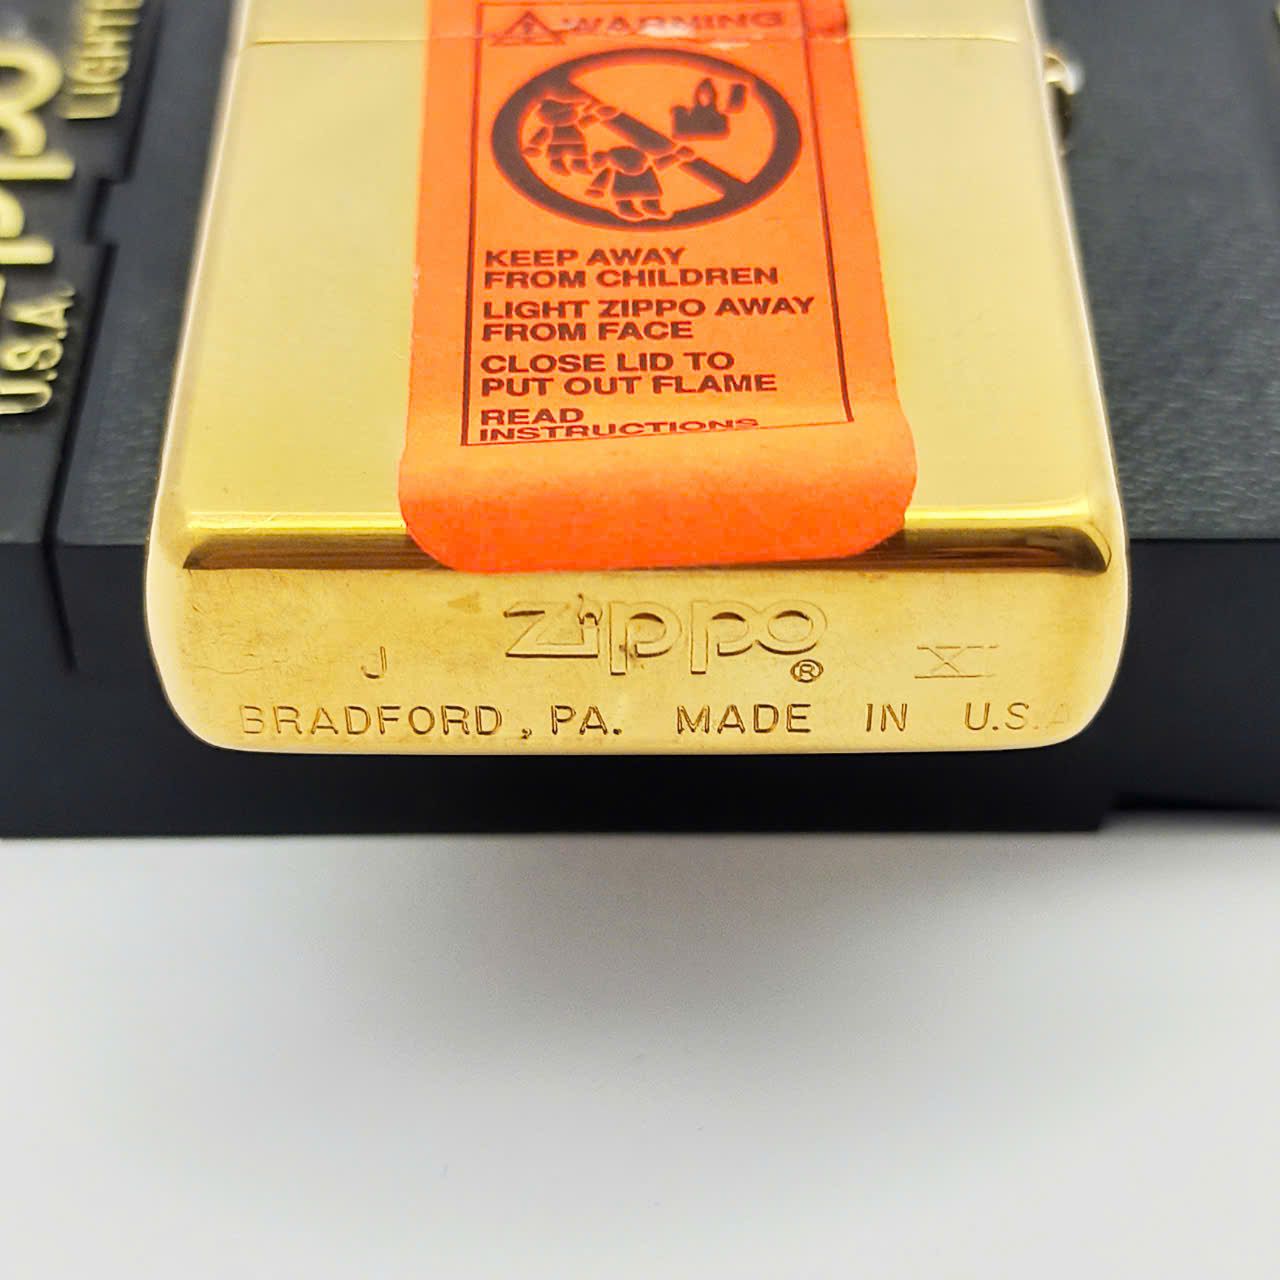 WARNING
KEEP AWAY
FROM CHILDREN
LIGHT ZIPPO AWAY
FROM FACE
CLOSE LID TO
PUT OUT FLAME
READ
INSTRUCTIONS
Zippo ®
J
BRADFORD, PA. MADE IN U.S.A
U.S.A.